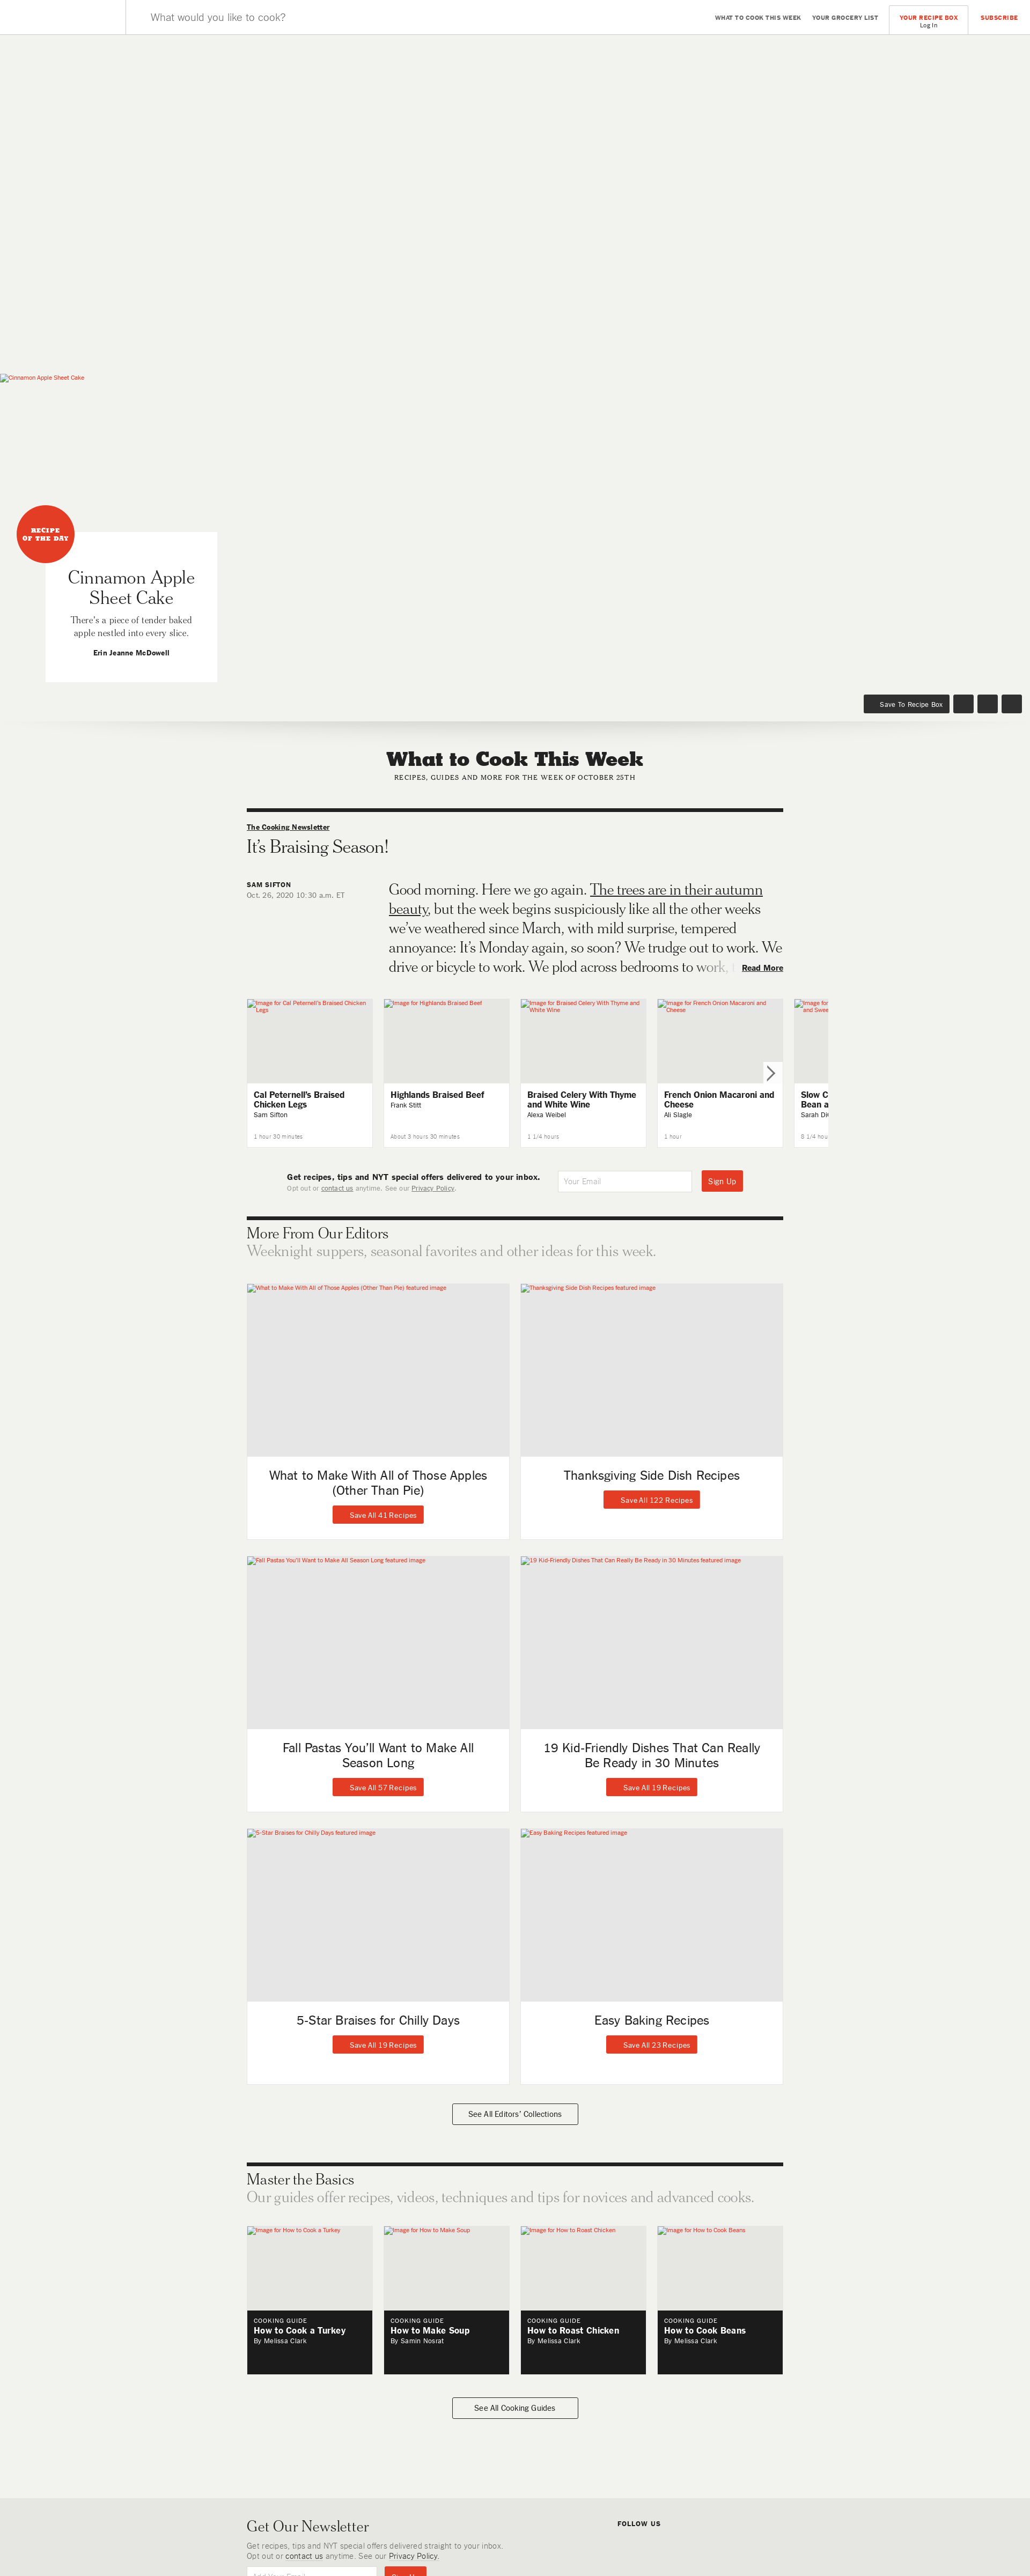 What would you like to cook?
WHAT TO COOK THIS WEEK
YOUR GROCERY LIST
YOUR RECIPE BOX
Log In
SUBSCRIBE
Cinnamon Apple Sheet Cake
RECIPE
OF THE DAY
Cinnamon Apple
Sheet Cake
There's a piece of tender baked
apple nestled into every slice.
Erin Jeanne McDowell
Save To Recipe Box
What to Cook This Week
RECIPES, GUIDES AND MORE FOR THE WEEK OF OCTOBER 25TH
The Cooking Newsletter
It's Braising Season!
SAM SIFTON
Oct. 26, 2020 10:30 a.m. ET
Good morning. Here we go again. The trees are in their autumn
beauty, but the week begins suspiciously like all the other weeks
we've weathered since March, with mild surprise, tempered
annoyance: It's Monday again, so soon? We trudge out to work. We
drive or bicycle to work. We plod across bedrooms to work,
Read More
Image for Cal Peternell's Braised Chicken
Legs
Cal Peternell's Braised
Chicken Legs
Sam Sifton
1 hour 30 minutes
Image for Highlands Braised Beef
Highlands Braised Beef
Frank Stitt
About 3 hours 30 minutes
Image for Braised Celery With Thyme and
White Wine
Braised Celery With Thyme
and White Wine
Alexa Weibel
1 1/4 hours
Image for French Onion Macaroni and
Cheese
French Onion Macaroni and
Cheese
Ali Slagle
1 hour
Image for
and Swee
Slow C
Bean a
Sarah Di
8 1/4 hou
Get recipes, tips and NYT special offers delivered to your inbox.
Opt out or contact us anytime. See our Privacy Policy.
Your Email
Sign Up
More From Our Editors
Weeknight suppers, seasonal favorites and other ideas for this week.
What to Make With All of Those Apples (Other Than Pie) featured image
What to Make With All of Those Apples
(Other Than Pie)
Save All 41 Recipes
Thanksgiving Side Dish Recipes featured image
Thanksgiving Side Dish Recipes
Save All 122 Recipes
Fall Pastas You'll Want to Make All Season Long featured image
Fall Pastas You'll Want to Make All
Season Long
Save All 57 Recipes
19 Kid-Friendly Dishes That Can Really Be Ready in 30 Minutes featured image
19 Kid-Friendly Dishes That Can Really
Be Ready in 30 Minutes
Save All 19 Recipes
5-Star Braises for Chilly Days featured image
5-Star Braises for Chilly Days
Save All 19 Recipes
Easy Baking Recipes featured image
Easy Baking Recipes
Save All 23 Recipes
See All Editors' Collections
Master the Basics
Our guides offer recipes, videos, techniques and tips for novices and advanced cooks.
Image for How to Cook a Turkey
COOKING GUIDE
How to Cook a Turkey
By Melissa Clark
Image for How to Make Soup
COOKING GUIDE
How to Make Soup
By Samin Nosrat
Image for How to Roast Chicken
COOKING GUIDE
How to Roast Chicken
By Melissa Clark
Image for How to Cook Beans
COOKING GUIDE
How to Cook Beans
By Melissa Clark
See All Cooking Guides
Get Our Newsletter
Get recipes, tips and NYT special offers delivered straight to your inbox.
Opt out or contact us anytime. See our Privacy Policy.
FOLLOW US